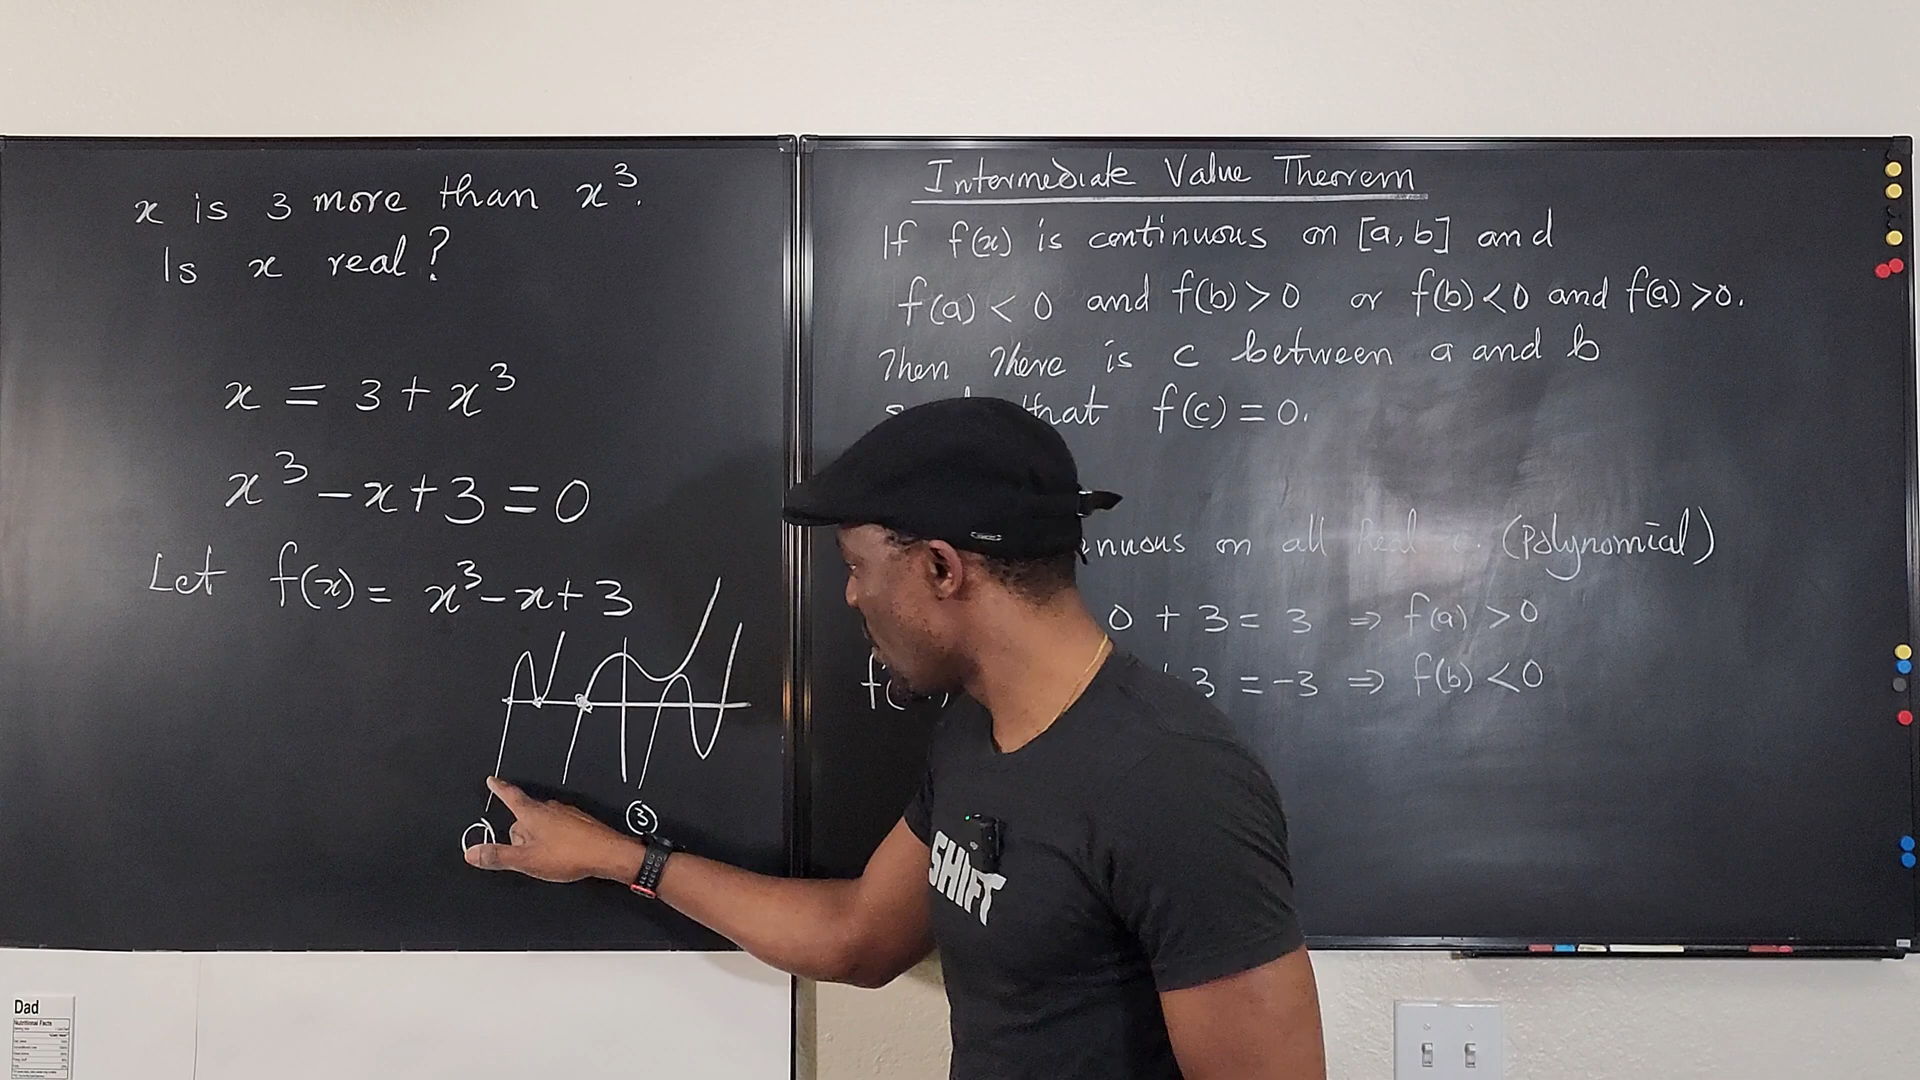 x is 3 more than x³.
Is x real?
x = 3 + x³
x³ - x + 3 = 0
Let f(x) = x³ - x + 3
③
Intermediate Value Theorem
If f(x) is continuous on [a, b] and
f(a) < 0 and f(b) > 0 or f(b) < 0 and f(a) > 0.
Then there is c between a and b
that f(c) = 0.
nuous on all Real (Polynomial)
0 + 3 = 3 ⇒ f(a) > 0
3 = -3 ⇒ f(b) < 0
SHIFT
Dad
Nutritional Facts